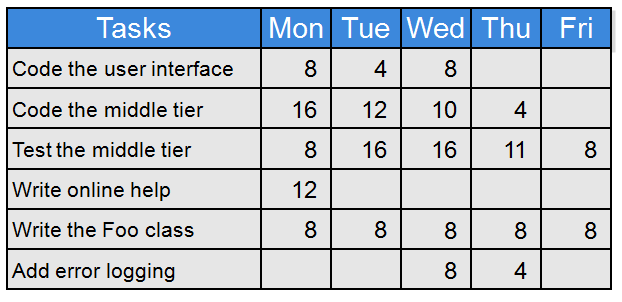 Tasks Mon Tue Wed Thu Fri
Code the user interface 8 4 8
Code the middle tier 16 12 10 4
Test the middle tier 8 16 16 11 8
Write online help 12
Write the Foo class 8 8 8 8 8
Add error logging 8 4